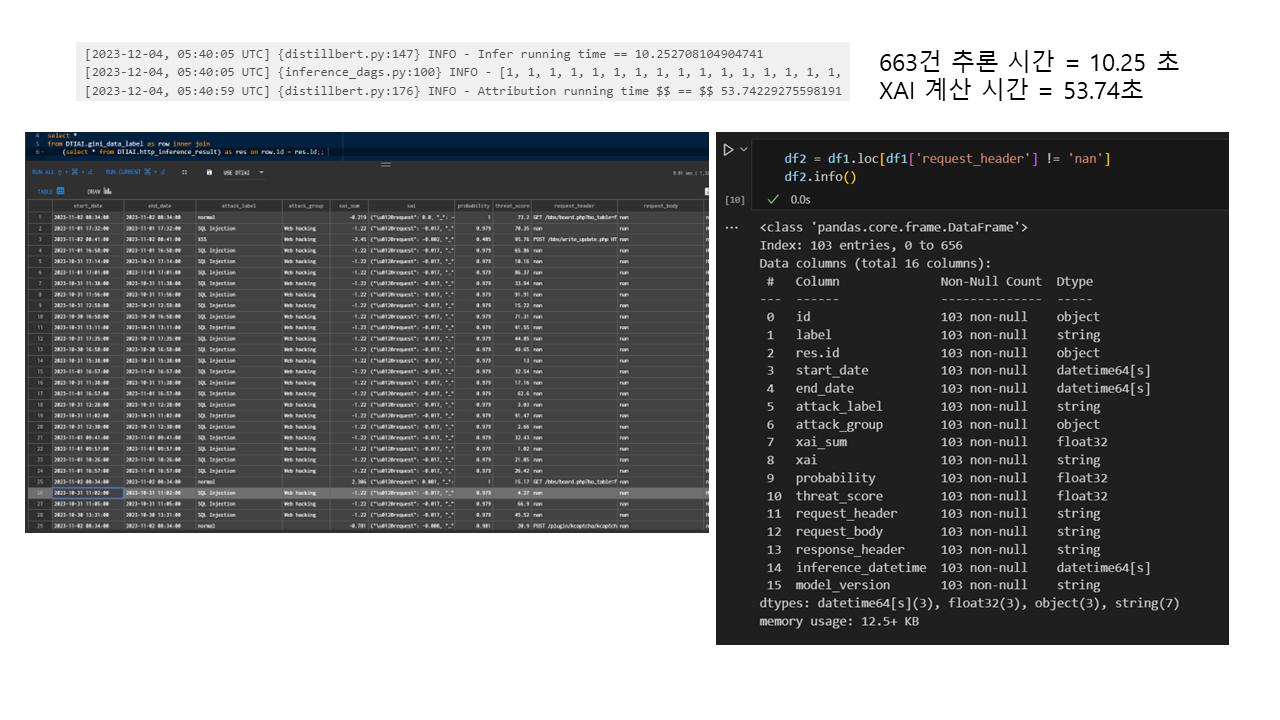 [2023-12-04, 05:40:05 UTC] {distillbert.py:147} INFO - Infer running time == 10.252708104904741
[2023-12-04, 05:40:05 UTC] {inference_dags.py:100} INFO - [1, 1, 1, 1, 1, 1, 1, 1, 1, 1, 1, 1, 1, 1, 1, 1,
[2023-12-04, 05:40:59 UTC] {distillbert.py:176} INFO - Attribution running time $$ == $$ 53.74229275598191
663건 추론 시간 = 10.25 초
XAI 계산 시간 = 53.74초
4 select *
5 from DTIAI.gini_data_label as row inner join
6 (select * from DTIAI.http_inference_result) as res on row.id = res.id;;
RUN ALL RUN CURRENT USE DTIAI
TABLE DRAW
start_date end_date attack_label attack_group xai_sum xai probability threat_score request_header request_body
1 2023-11-02 08:34:00 2023-11-02 08:34:00 normal -0.219 {"\u0120request": 0.0, "_": 1 73.2 GET /bbs/board.php?bo_table=f nan
2 2023-11-01 17:32:00 2023-11-01 17:32:00 SQL Injection Web hacking -1.22 {"\u0120request": -0.017, "_" 0.979 70.35 nan nan
3 2023-11-02 08:41:00 2023-11-02 08:41:00 XSS Web hacking -2.45 {"\u0120request": -0.002, "_" 0.405 POST /bbs/write_update.php HT nan
4 2023-11-01 16:58:00 2023-11-01 16:58:00 SQL Injection Web hacking -1.22 {"\u0120request": -0.017, "_" 0.979 nan nan
5 2023-10-31 17:14:00 2023-10-31 17:14:00 SQL Injection Web hacking -1.22 {"\u0120request": -0.017, "_" 0.979 nan nan
6 2023-11-01 17:01:00 2023-11-01 17:01:00 SQL Injection Web hacking -1.22 {"\u0120request": -0.017, "_" 0.979 86.37 nan nan
7 2023-10-31 11:38:00 2023-10-31 11:38:00 SQL Injection Web hacking -1.22 {"\u0120request": -0.017, "_" 0.979 33.94 nan nan
8 2023-10-31 11:56:00 2023-10-31 11:56:00 SQL Injection Web hacking -1.22 {"\u0120request": -0.017, "_" 0.979 91.91 nan nan
9 2023-10-31 12:59:00 2023-10-31 12:59:00 SQL Injection Web hacking -1.22 {"\u0120request": -0.017, "_" 0.979 15.22 nan nan
10 2023-10-30 16:58:00 2023-10-30 16:58:00 SQL Injection Web hacking -1.22 {"\u0120request": -0.017, "_" 0.979 71.31 nan nan
11 2023-10-31 13:11:00 2023-10-31 13:11:00 SQL Injection Web hacking -1.22 {"\u0120request": -0.017, "_" 0.979 91.55 nan nan
12 2023-10-31 17:35:00 2023-10-31 17:35:00 SQL Injection Web hacking -1.22 {"\u0120request": -0.017, "_" 0.979 44.05 nan nan
13 2023-10-30 16:58:00 2023-10-30 16:58:00 SQL Injection Web hacking -1.22 {"\u0120request": -0.017, "_" 0.979 49.65 nan nan
14 2023-10-31 15:38:00 2023-10-31 15:38:00 SQL Injection Web hacking -1.22 {"\u0120request": -0.017, "_" 0.979 13 nan nan
15 2023-11-01 16:57:00 2023-11-01 16:57:00 SQL Injection Web hacking -1.22 {"\u0120request": -0.017, "_" 0.979 32.54 nan nan
16 2023-10-31 11:38:00 2023-10-31 11:38:00 SQL Injection Web hacking -1.22 {"\u0120request": -0.017, "_" 0.979 17.16 nan nan
17 2023-11-01 16:57:00 2023-11-01 16:57:00 SQL Injection Web hacking -1.22 {"\u0120request": -0.017, "_" 0.979 62.6 nan nan
18 2023-10-31 12:28:00 2023-10-31 12:28:00 SQL Injection Web hacking -1.22 {"\u0120request": -0.017, "_" 0.979 3.03 nan nan
19 2023-10-31 11:02:00 2023-10-31 11:02:00 SQL Injection Web hacking -1.22 {"\u0120request": -0.017, "_" 0.979 91.47 nan nan
20 2023-10-31 12:30:00 2023-10-31 12:30:00 SQL Injection Web hacking -1.22 {"\u0120request": -0.017, "_" 0.979 2.66 nan nan
21 2023-11-01 09:41:00 2023-11-01 09:41:00 SQL Injection Web hacking -1.22 {"\u0120request": -0.017, "_" 0.979 32.43 nan nan
22 2023-11-01 09:57:00 2023-11-01 09:57:00 SQL Injection Web hacking -1.22 {"\u0120request": -0.017, "_" 0.979 1.02 nan nan
23 2023-11-01 10:26:00 2023-11-01 10:26:00 SQL Injection Web hacking -1.22 {"\u0120request": -0.017, "_" 0.979 21.05 nan nan
24 2023-11-01 16:57:00 2023-11-01 16:57:00 SQL Injection Web hacking -1.22 {"\u0120request": -0.017, "_" 0.979 26.42 nan nan
25 2023-11-02 08:34:00 2023-11-02 08:34:00 normal 2.306 {"\u0120request": 0.001, "_": 1 15.17 GET /bbs/board.php?bo_table=f nan
26 2023-10-31 11:02:00 2023-10-31 11:02:00 SQL Injection Web hacking -1.22 {"\u0120request": -0.017, "_" 0.979 4.27 nan nan
27 2023-10-31 11:05:00 2023-10-31 11:05:00 SQL Injection Web hacking -1.22 {"\u0120request": -0.017, "_" 0.979 66.9 nan nan
28 2023-10-30 13:31:00 2023-10-30 13:31:00 SQL Injection Web hacking -1.22 {"\u0120request": -0.017, "_" 0.979 45.52 nan nan
29 2023-11-02 08:34:00 2023-11-02 08:34:00 normal -0.781 {"\u0120request": -0.000, "_" 0.981 20.9 POST /plugin/kcaptcha/kcaptch nan
df2 = df1.loc[df1['request_header'] != 'nan']
df2.info()
[10] 0.0s
<class 'pandas.core.frame.DataFrame'>
Index: 103 entries, 0 to 656
Data columns (total 16 columns):
# Column Non-Null Count Dtype
--- ------ -------------- -----
0 id 103 non-null object
1 label 103 non-null string
2 res.id 103 non-null object
3 start_date 103 non-null datetime64[s]
4 end_date 103 non-null datetime64[s]
5 attack_label 103 non-null string
6 attack_group 103 non-null object
7 xai_sum 103 non-null float32
8 xai 103 non-null string
9 probability 103 non-null float32
10 threat_score 103 non-null float32
11 request_header 103 non-null string
12 request_body 103 non-null string
13 response_header 103 non-null string
14 inference_datetime 103 non-null datetime64[s]
15 model_version 103 non-null string
dtypes: datetime64[s](3), float32(3), object(3), string(7)
memory usage: 12.5+ KB